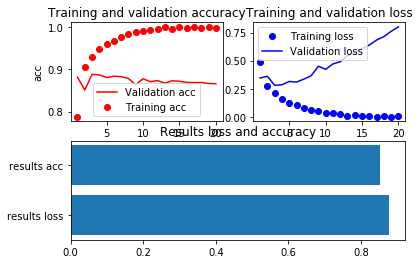 Training and validation accuracy
Training and validation loss
acc
1.0
0.9
0.8
Validation acc
Training acc
5 10 15 20
0.75
0.50
0.25
0.00
Training loss
Validation loss
5 10 15 20
Results loss and accuracy
results acc
results loss
0.0 0.2 0.4 0.6 0.8